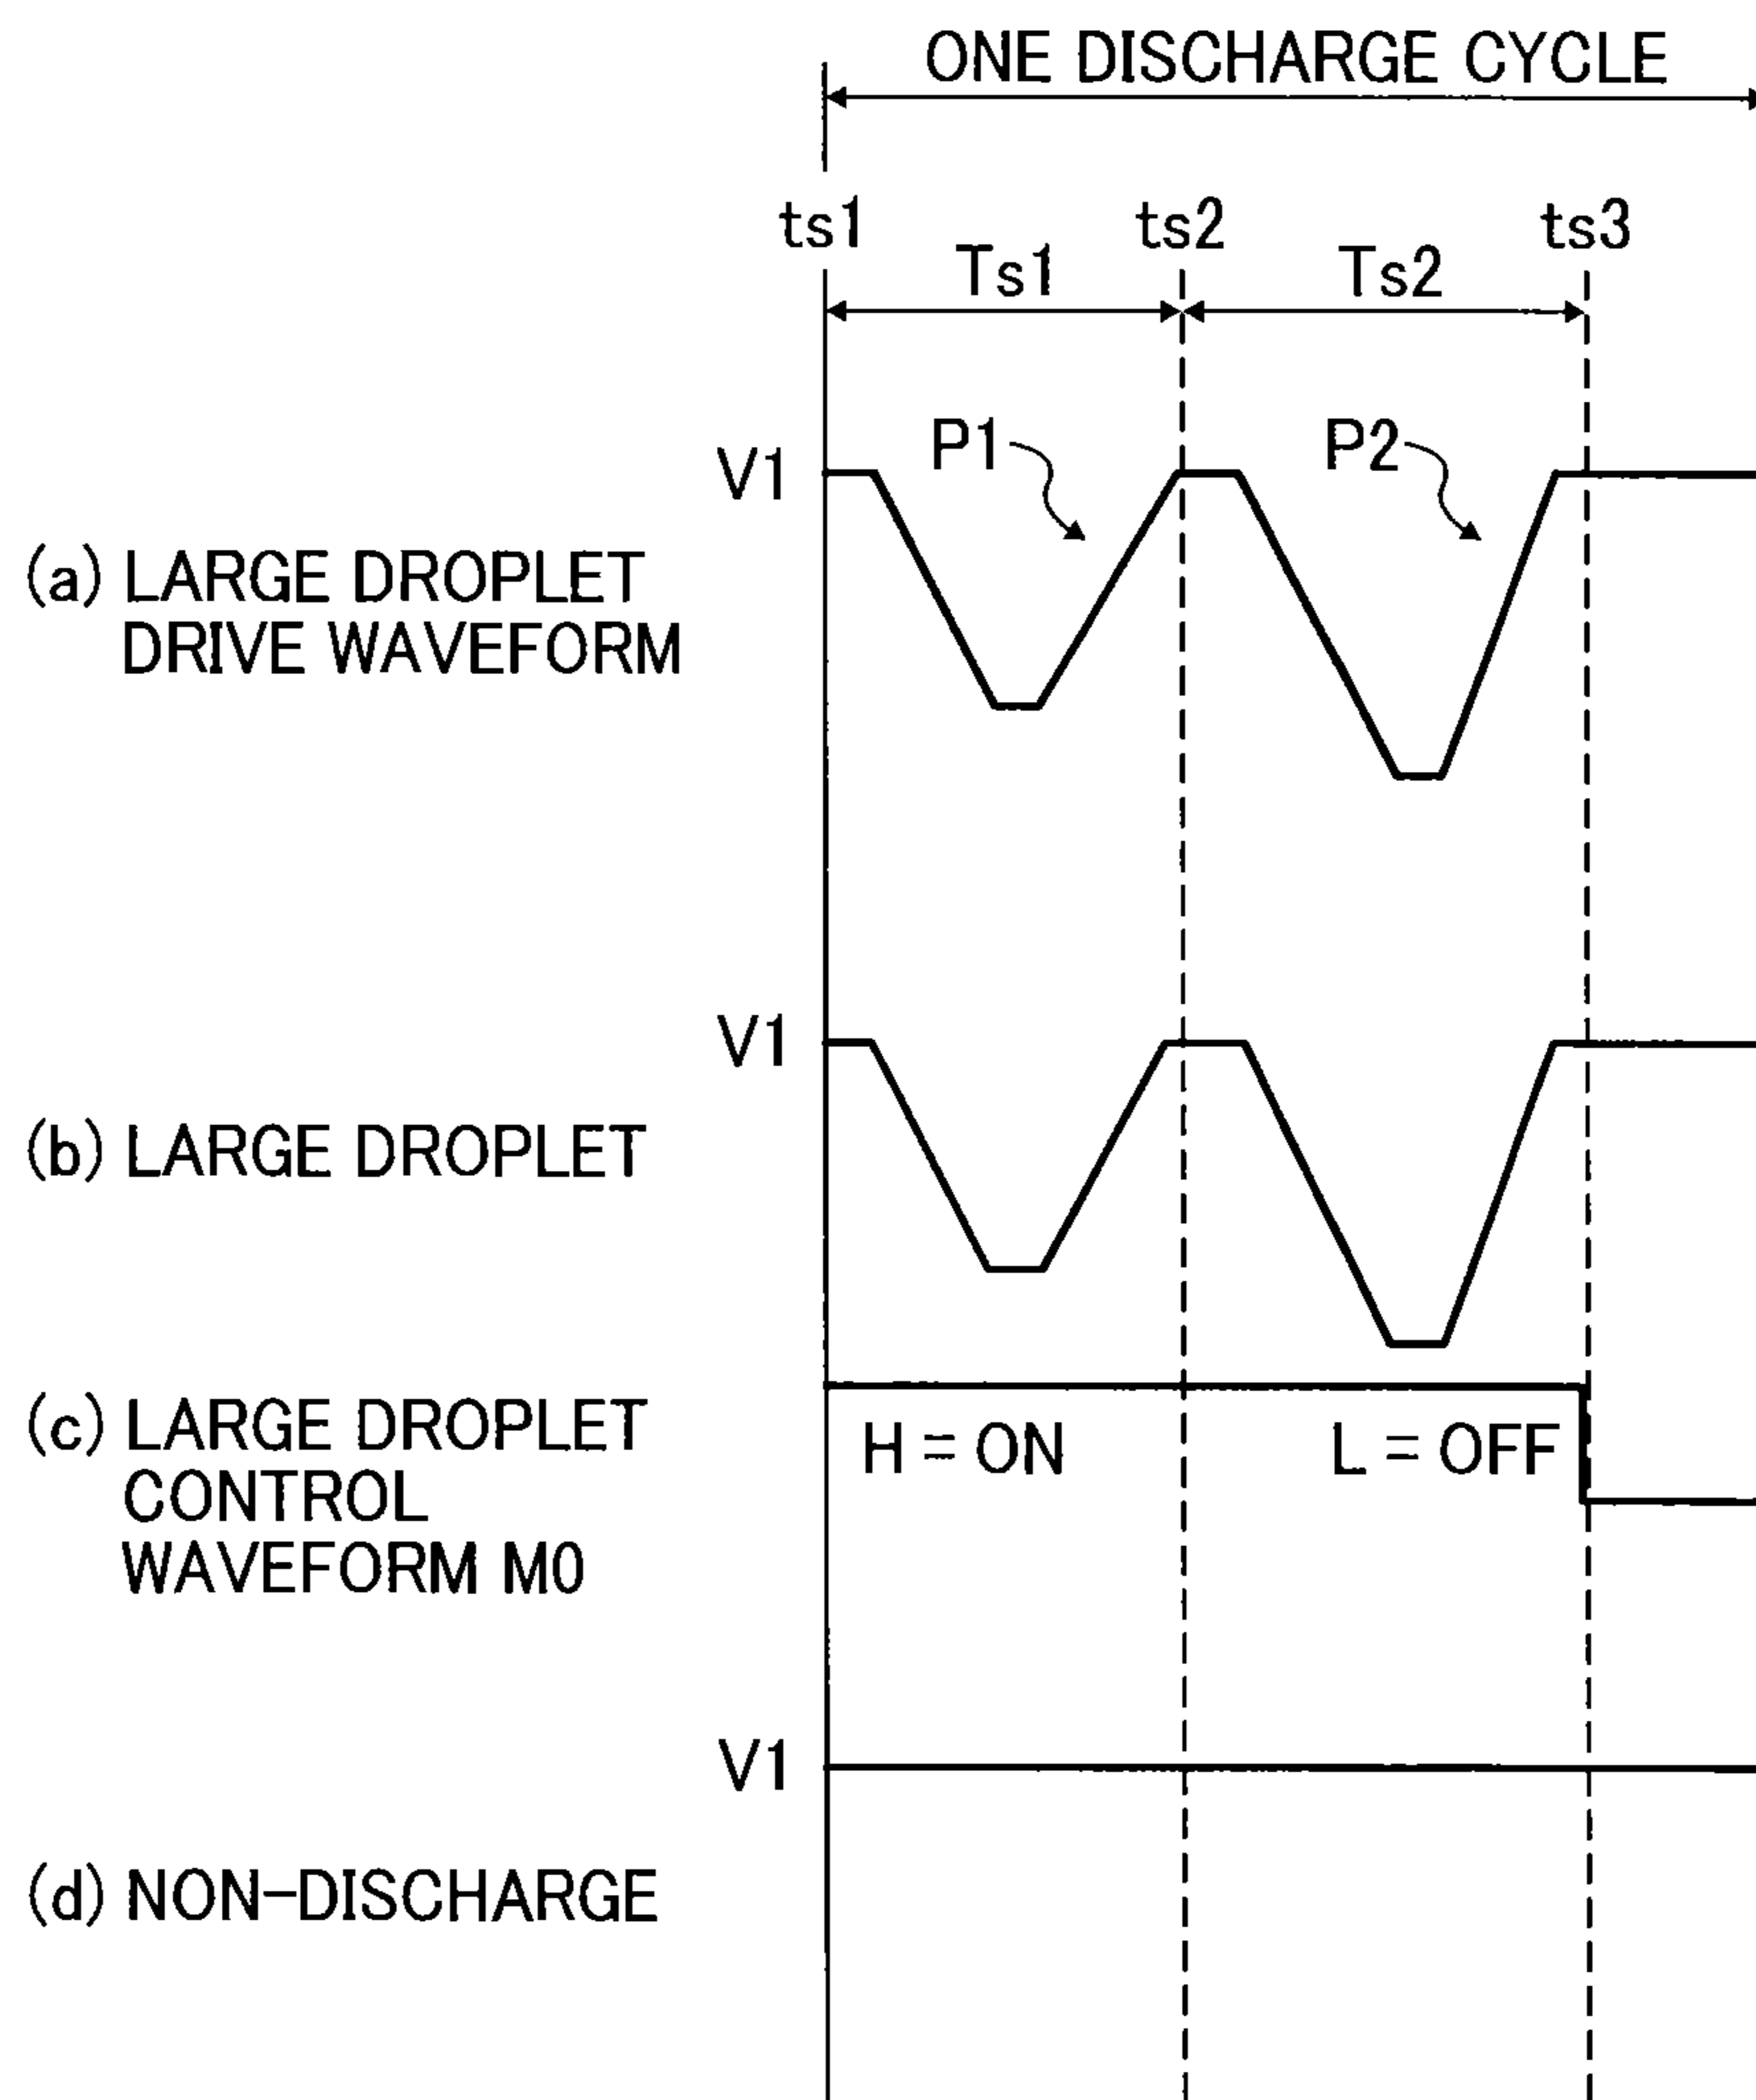 ONE DISCHARGE CYCLE
ts1 ts2 ts3
Ts1 Ts2
V1 P1 P2
(a) LARGE DROPLET
DRIVE WAVEFORM
V1
(b) LARGE DROPLET
(c) LARGE DROPLET
CONTROL
WAVEFORM M0
H = ON L = OFF
V1
(d) NON-DISCHARGE